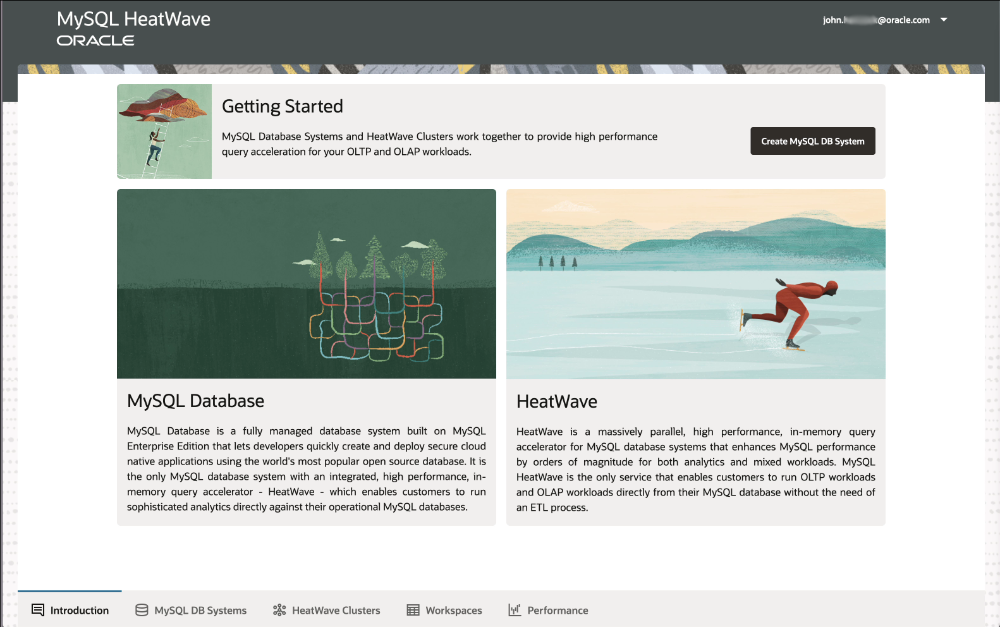 MySQL HeatWave
ORACLE
john. @oracle.com
Getting Started
MySQL Database Systems and HeatWave Clusters work together to provide high performance
query acceleration for your OLTP and OLAP workloads.
Create MySQL DB System
MySQL Database
MySQL Database is a fully managed database system built on MySQL
Enterprise Edition that lets developers quickly create and deploy secure cloud
native applications using the world's most popular open source database. It is
the only MySQL database system with an integrated, high performance, in-
memory query accelerator - HeatWave - which enables customers to run
sophisticated analytics directly against their operational MySQL databases.
HeatWave
HeatWave is a massively parallel, high performance, in-memory query
accelerator for MySQL database systems that enhances MySQL performance
by orders of magnitude for both analytics and mixed workloads. MySQL
HeatWave is the only service that enables customers to run OLTP workloads
and OLAP workloads directly from their MySQL database without the need of
an ETL process.
Introduction
MySQL DB Systems
HeatWave Clusters
Workspaces
Performance